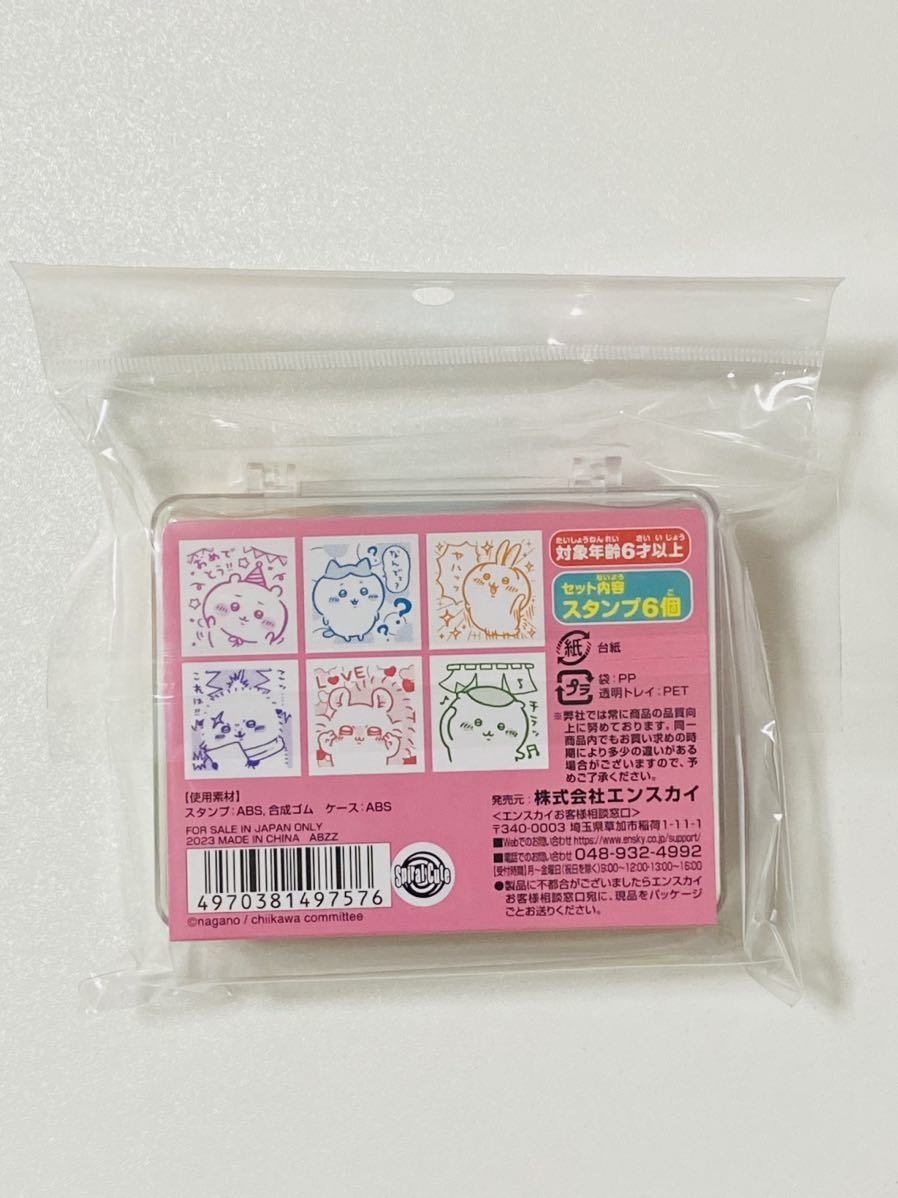 おめで
とう!!
なんでッ?
ヤハッ
こッ…
これは!!
LOVE
チラッ
たいしょうねんれい さい いじょう
対象年齢6才以上
ないよう
セット内容
こ
スタンプ6個
紙 台紙
プラ 袋:PP
透明トレイ:PET
※弊社では常に商品の品質向
上に努めております。同一
商品内でもお買い求めの時
期により多少の違いがある
場合がございますので、予
めご了承ください。
【使用素材】
スタンプ:ABS, 合成ゴム ケース:ABS
FOR SALE IN JAPAN ONLY
2023 MADE IN CHINA ABZZ
4970381497576
Spiral Cute
©nagano / chiikawa committee
発売元: 株式会社エンスカイ
<エンスカイお客様相談窓口>
〒340-0003 埼玉県草加市稲荷1-11-1
■Webでのお問い合わせ https://www.ensky.co.jp/support/
■電話でのお問い合わせ 048-932-4992
【受付時間】月~金曜日(祝日を除く)9:00~12:00・13:00~16:00
●製品に不都合がございましたらエンスカイ
お客様相談窓口宛に、現品をパッケージ
ごとお送りください。